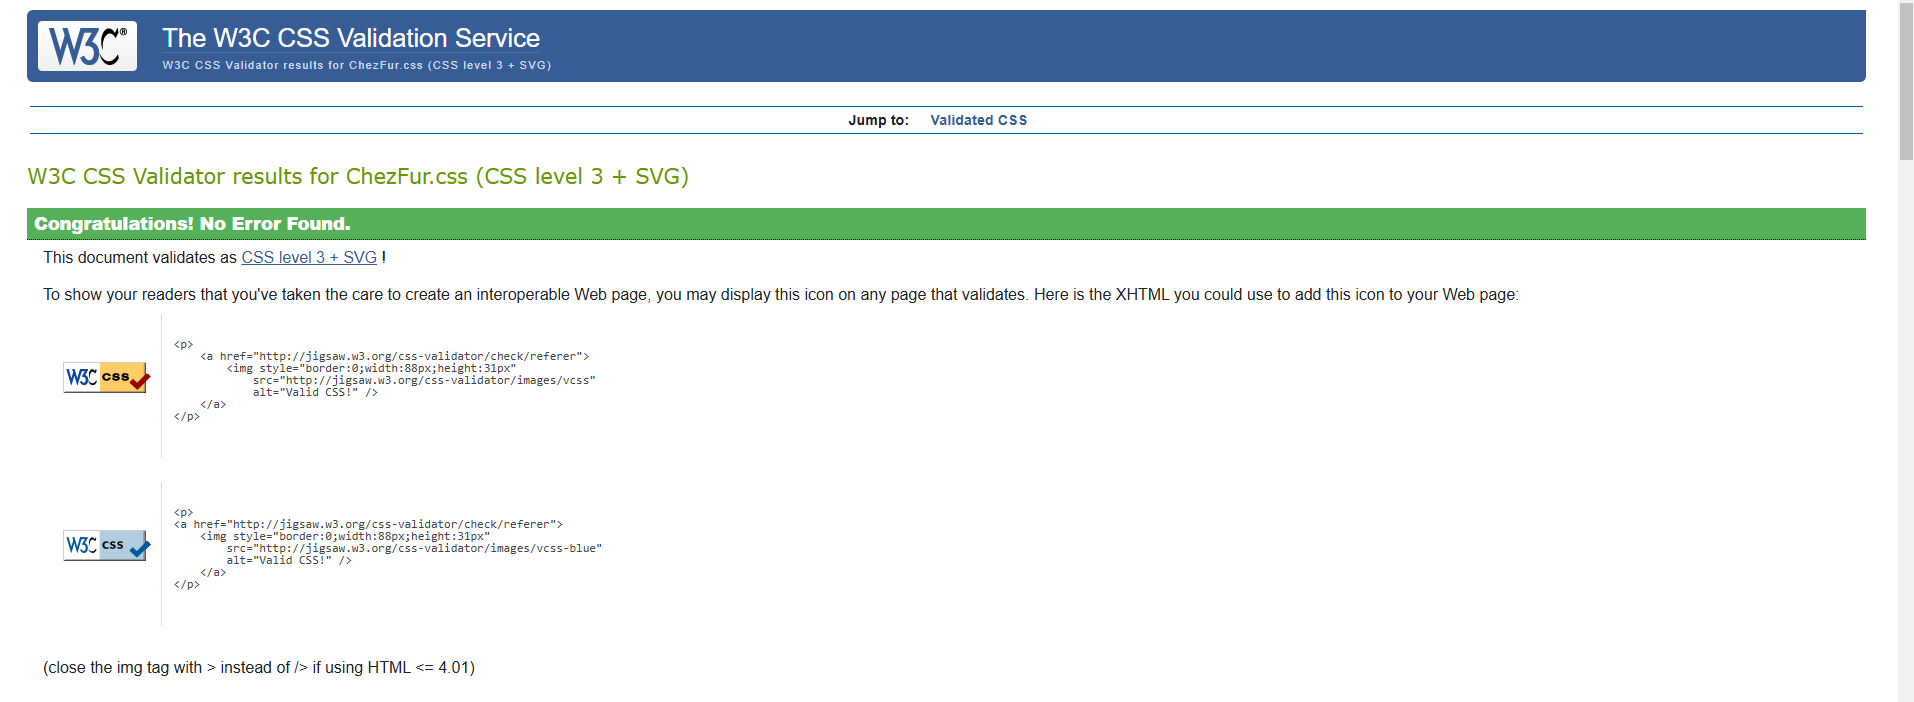 W3C®
The W3C CSS Validation Service
W3C CSS Validator results for ChezFur.css (CSS level 3 + SVG)
Jump to: Validated CSS
W3C CSS Validator results for ChezFur.css (CSS level 3 + SVG)
Congratulations! No Error Found.
This document validates as CSS level 3 + SVG !
To show your readers that you've taken the care to create an interoperable Web page, you may display this icon on any page that validates. Here is the XHTML you could use to add this icon to your Web page:
W3C css
<p>
    <a href="http://jigsaw.w3.org/css-validator/check/referer">
        <img style="border:0;width:88px;height:31px"
            src="http://jigsaw.w3.org/css-validator/images/vcss"
            alt="Valid CSS!" />
    </a>
</p>
W3C css
<p>
<a href="http://jigsaw.w3.org/css-validator/check/referer">
    <img style="border:0;width:88px;height:31px"
        src="http://jigsaw.w3.org/css-validator/images/vcss-blue"
        alt="Valid CSS!" />
    </a>
</p>
(close the img tag with > instead of /> if using HTML <= 4.01)